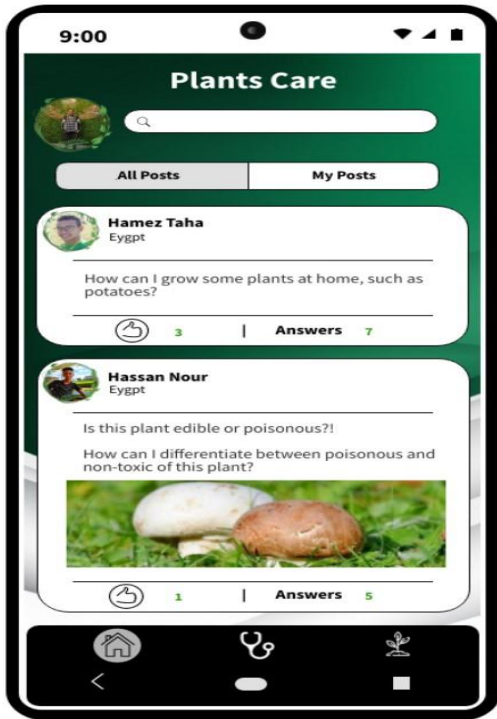 9:00
Plants Care
All Posts
My Posts
Hamez Taha
Eygpt
How can I grow some plants at home, such as
potatoes?
3 | Answers 7
Hassan Nour
Eygpt
Is this plant edible or poisonous?!
How can I differentiate between poisonous and
non-toxic of this plant?
1 | Answers 5